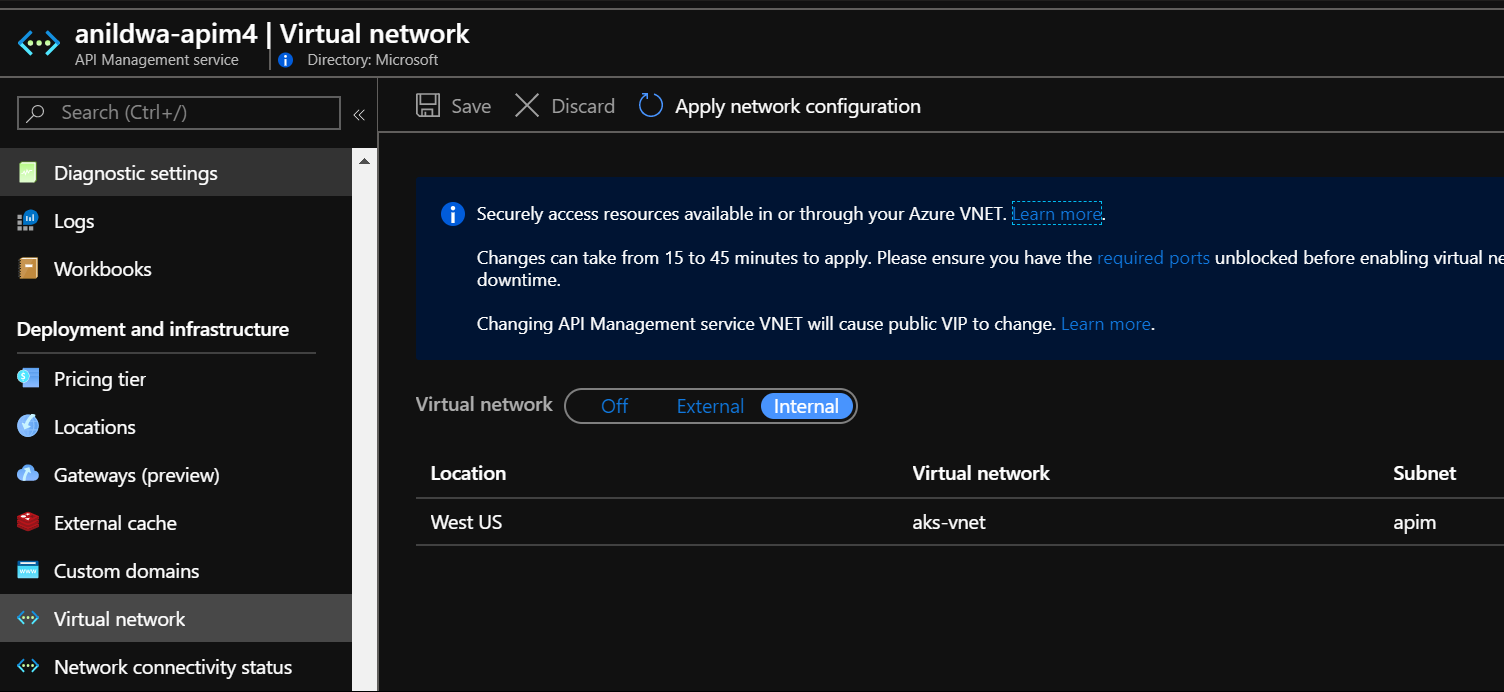 anildwa-apim4 | Virtual network
API Management service
Directory: Microsoft
Search (Ctrl+/)
«
Diagnostic settings
Logs
Workbooks
Deployment and infrastructure
Pricing tier
Locations
Gateways (preview)
External cache
Custom domains
Virtual network
Network connectivity status
Save
Discard
Apply network configuration
Securely access resources available in or through your Azure VNET. Learn more.
Changes can take from 15 to 45 minutes to apply. Please ensure you have the required ports unblocked before enabling virtual ne
downtime.
Changing API Management service VNET will cause public VIP to change. Learn more.
Virtual network Off External Internal
Location Virtual network Subnet
West US aks-vnet apim